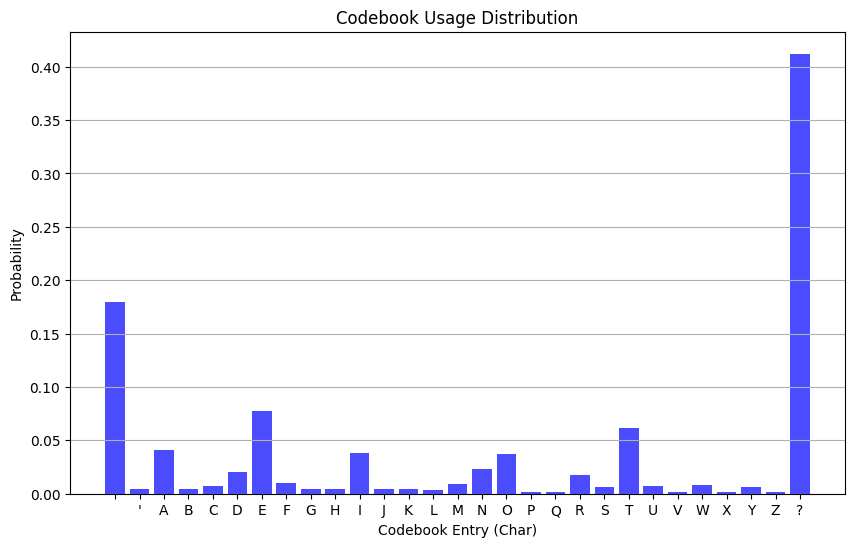 Codebook Usage Distribution
Probability
0.40
0.35
0.30
0.25
0.20
0.15
0.10
0.05
0.00
' A B C D E F G H I J K L M N O P Q R S T U V W X Y Z ?
Codebook Entry (Char)